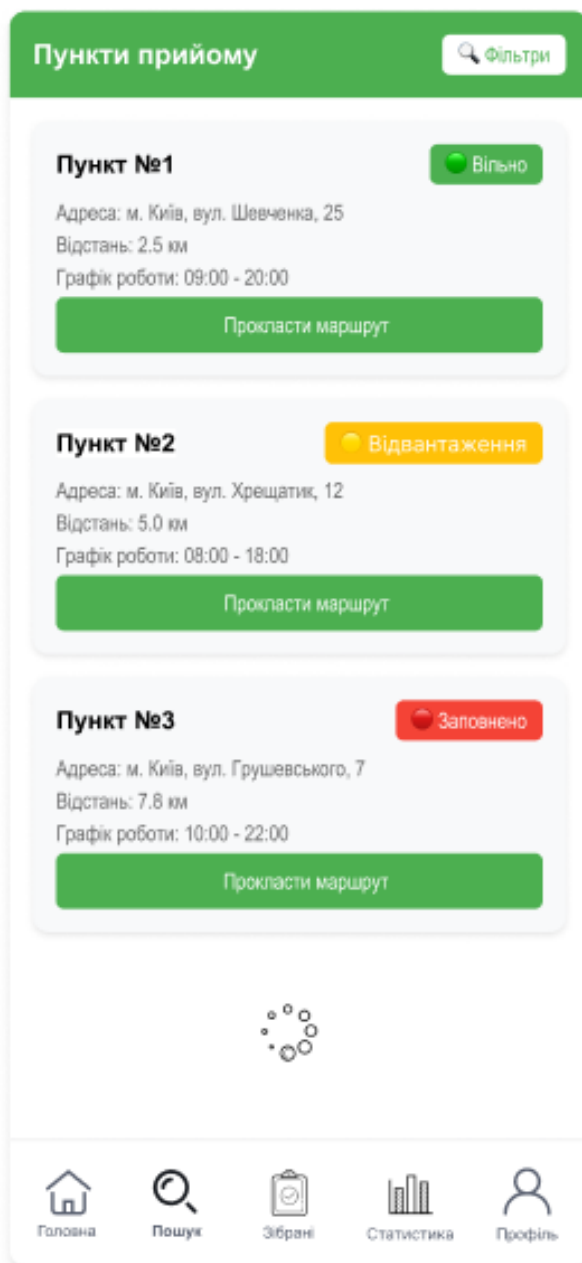 Пункти прийому
Фільтри
Пункт №1
Вільно
Адреса: м. Київ, вул. Шевченка, 25
Відстань: 2.5 км
Графік роботи: 09:00 - 20:00
Прокласти маршрут
Пункт №2
Відвантаження
Адреса: м. Київ, вул. Хрещатик, 12
Відстань: 5.0 км
Графік роботи: 08:00 - 18:00
Прокласти маршрут
Пункт №3
Заповнено
Адреса: м. Київ, вул. Грушевського, 7
Відстань: 7.8 км
Графік роботи: 10:00 - 22:00
Прокласти маршрут
Головна
Пошук
Зібрані
Статистика
Профіль